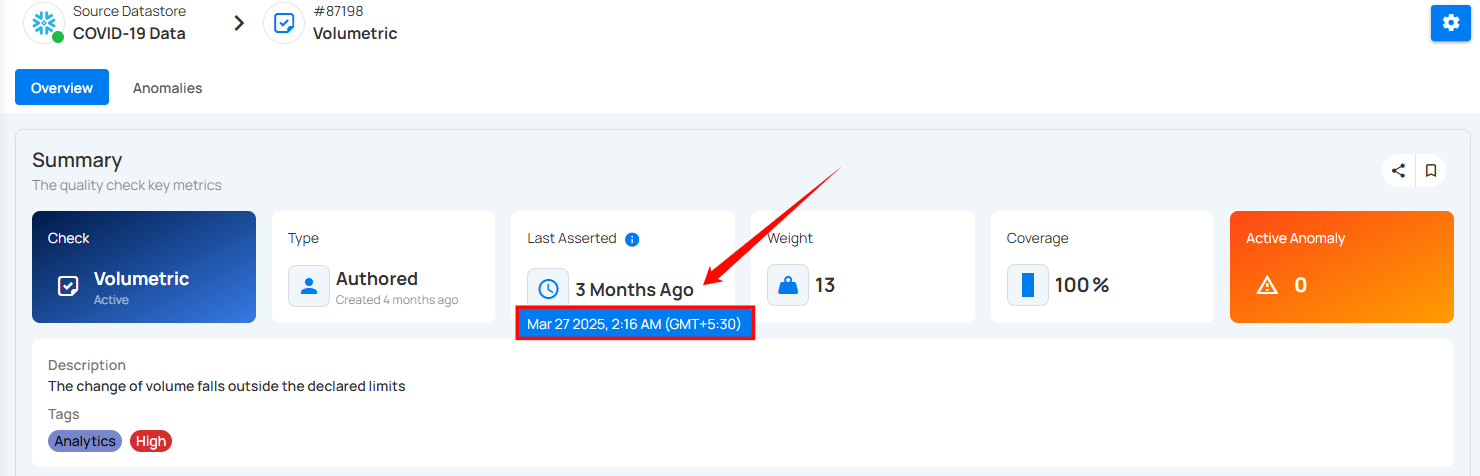 Source Datastore
COVID-19 Data
#87198
Volumetric
Overview
Anomalies
Summary
The quality check key metrics
Check
Volumetric
Active
Type
Authored
Created 4 months ago
Last Asserted
3 Months Ago
Mar 27 2025, 2:16 AM (GMT+5:30)
Weight
13
Coverage
100%
Active Anomaly
0
Description
The change of volume falls outside the declared limits
Tags
Analytics High